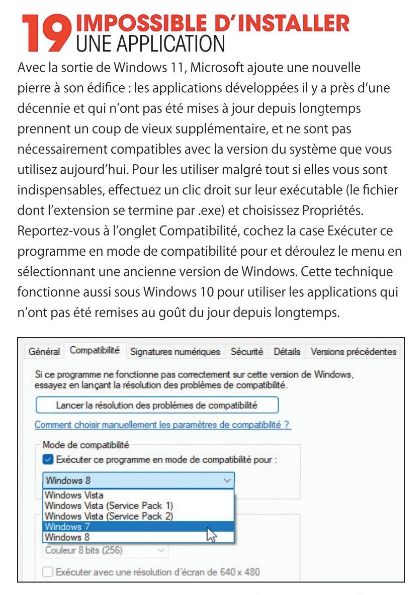 19 IMPOSSIBLE D’INSTALLER
UNE APPLICATION
Avec la sortie de Windows 11, Microsoft ajoute une nouvelle
pierre à son édifice : les applications développées il y a près d’une
décennie et qui n’ont pas été mises à jour depuis longtemps
prennent un coup de vieux supplémentaire, et ne sont pas
nécessairement compatibles avec la version du système que vous
utilisez aujourd’hui. Pour les utiliser malgré tout si elles vous sont
indispensables, effectuez un clic droit sur leur exécutable (le fichier
dont l’extension se termine par .exe) et choisissez Propriétés.
Reportez-vous à l’onglet Compatibilité, cochez la case Exécuter ce
programme en mode de compatibilité pour et déroulez le menu en
sélectionnant une ancienne version de Windows. Cette technique
fonctionne aussi sous Windows 10 pour utiliser les applications qui
n’ont pas été remises au goût du jour depuis longtemps.
Général Compatibilité Signatures numériques Sécurité Détails Versions précédentes
Si ce programme ne fonctionne pas correctement sur cette version de Windows,
essayez en lançant la résolution des problèmes de compatibilité.
Lancer la résolution des problèmes de compatibilité
Comment choisir manuellement les paramètres de compatibilité ?
Mode de compatibilité
Exécuter ce programme en mode de compatibilité pour :
Windows 8
Windows Vista
Windows Vista (Service Pack 1)
Windows Vista (Service Pack 2)
Windows 7
Windows 8
Couleur 8 bits (256)
Exécuter avec une résolution d’écran de 640 x 480